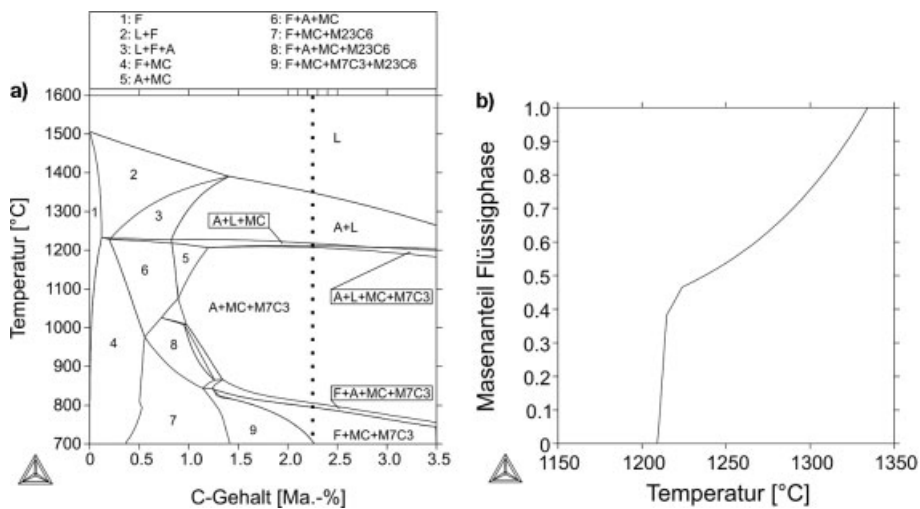 1: F
2: L+F
3: L+F+A
4: F+MC
5: A+MC
6: F+A+MC
7: F+MC+M23C6
8: F+A+MC+M23C6
9: F+MC+M7C3+M23C6
a)
1600
1500
1400
1300
1200
1100
1000
900
800
700
Temperatur [°C]
L
2
1
3
A+L+MC
A+L
6
5
A+L+MC+M7C3
A+MC+M7C3
4
8
F+A+MC+M7C3
7
9
F+MC+M7C3
0 0.5 1.0 1.5 2.0 2.5 3.0 3.5
C-Gehalt [Ma.-%]
b)
1.0
0.9
0.8
0.7
0.6
0.5
0.4
0.3
0.2
0.1
0
Masenanteil Flüssigphase
1150 1200 1250 1300 1350
Temperatur [°C]